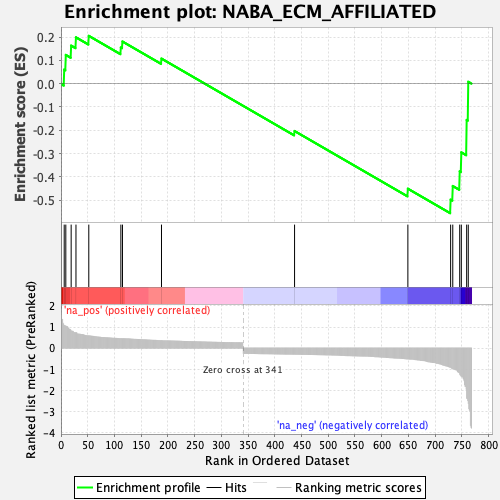 Enrichment plot: NABA_ECM_AFFILIATED
Enrichment score (ES)
0.2
0.1
0.0
-0.1
-0.2
-0.3
-0.4
-0.5
'na_pos' (positively correlated)
Ranked list metric (PreRanked)
2
1
0
-1
-2
-3
-4
Zero cross at 341
'na_neg' (negatively correlated)
0 50 100 150 200 250 300 350 400 450 500 550 600 650 700 750 800
Rank in Ordered Dataset
Enrichment profile Hits Ranking metric scores